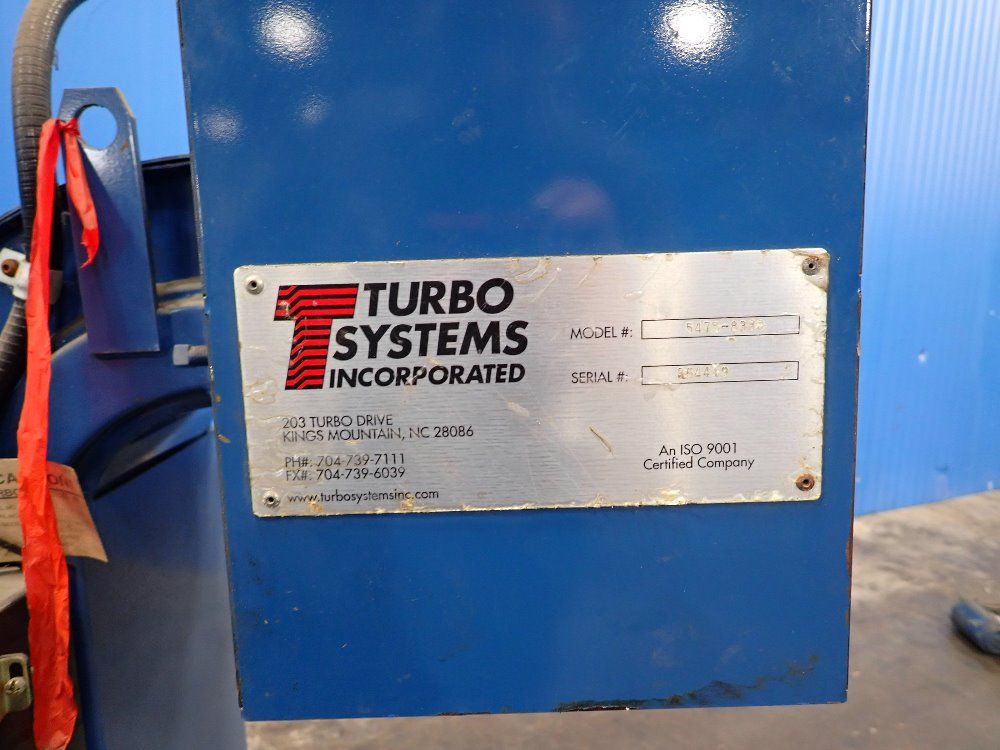 TURBO
SYSTEMS
INCORPORATED
203 TURBO DRIVE
KINGS MOUNTAIN, NC 28086
PH#: 704-739-7111
FX#: 704-739-6039
www.turbosystemsinc.com
MODEL #:
SERIAL #:
An ISO 9001
Certified Company